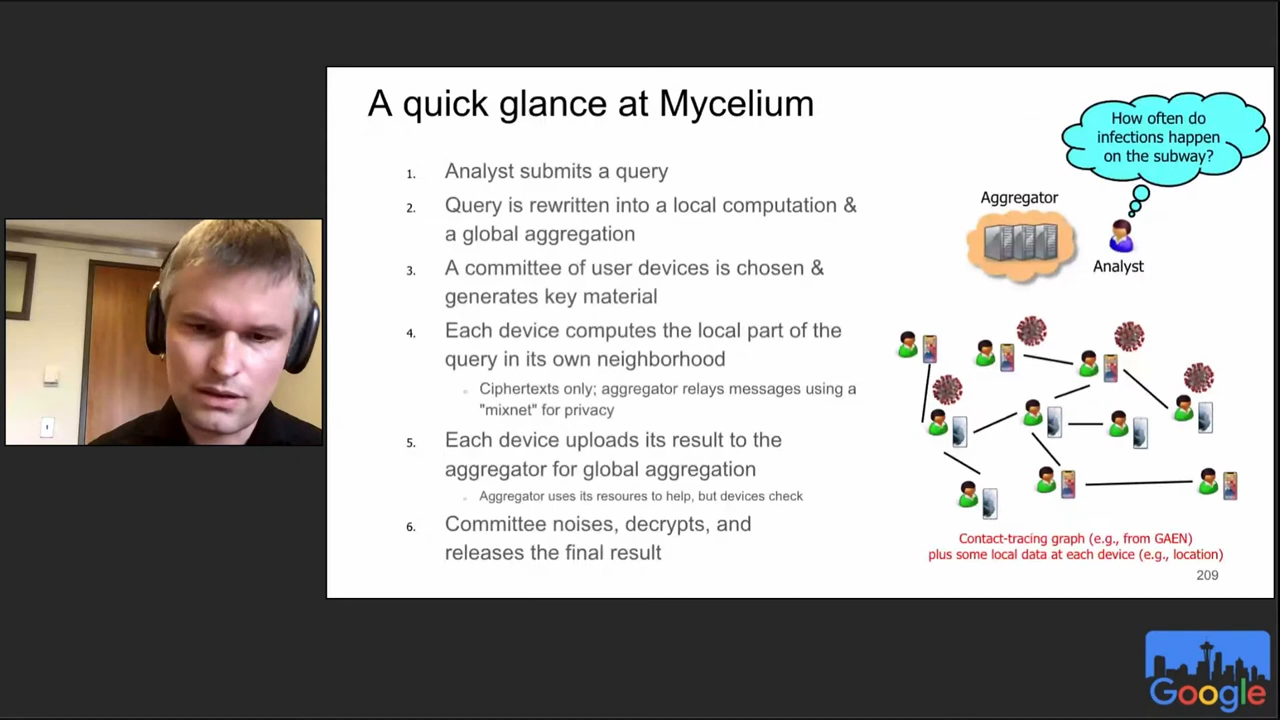 A quick glance at Mycelium
1. Analyst submits a query
2. Query is rewritten into a local computation &
a global aggregation
3. A committee of user devices is chosen &
generates key material
4. Each device computes the local part of the
query in its own neighborhood
Ciphertexts only; aggregator relays messages using a
"mixnet" for privacy
5. Each device uploads its result to the
aggregator for global aggregation
Aggregator uses its resoures to help, but devices check
6. Committee noises, decrypts, and
releases the final result
How often do
infections happen
on the subway?
Aggregator
Analyst
Contact-tracing graph (e.g., from GAEN)
plus some local data at each device (e.g., location)
209
Google